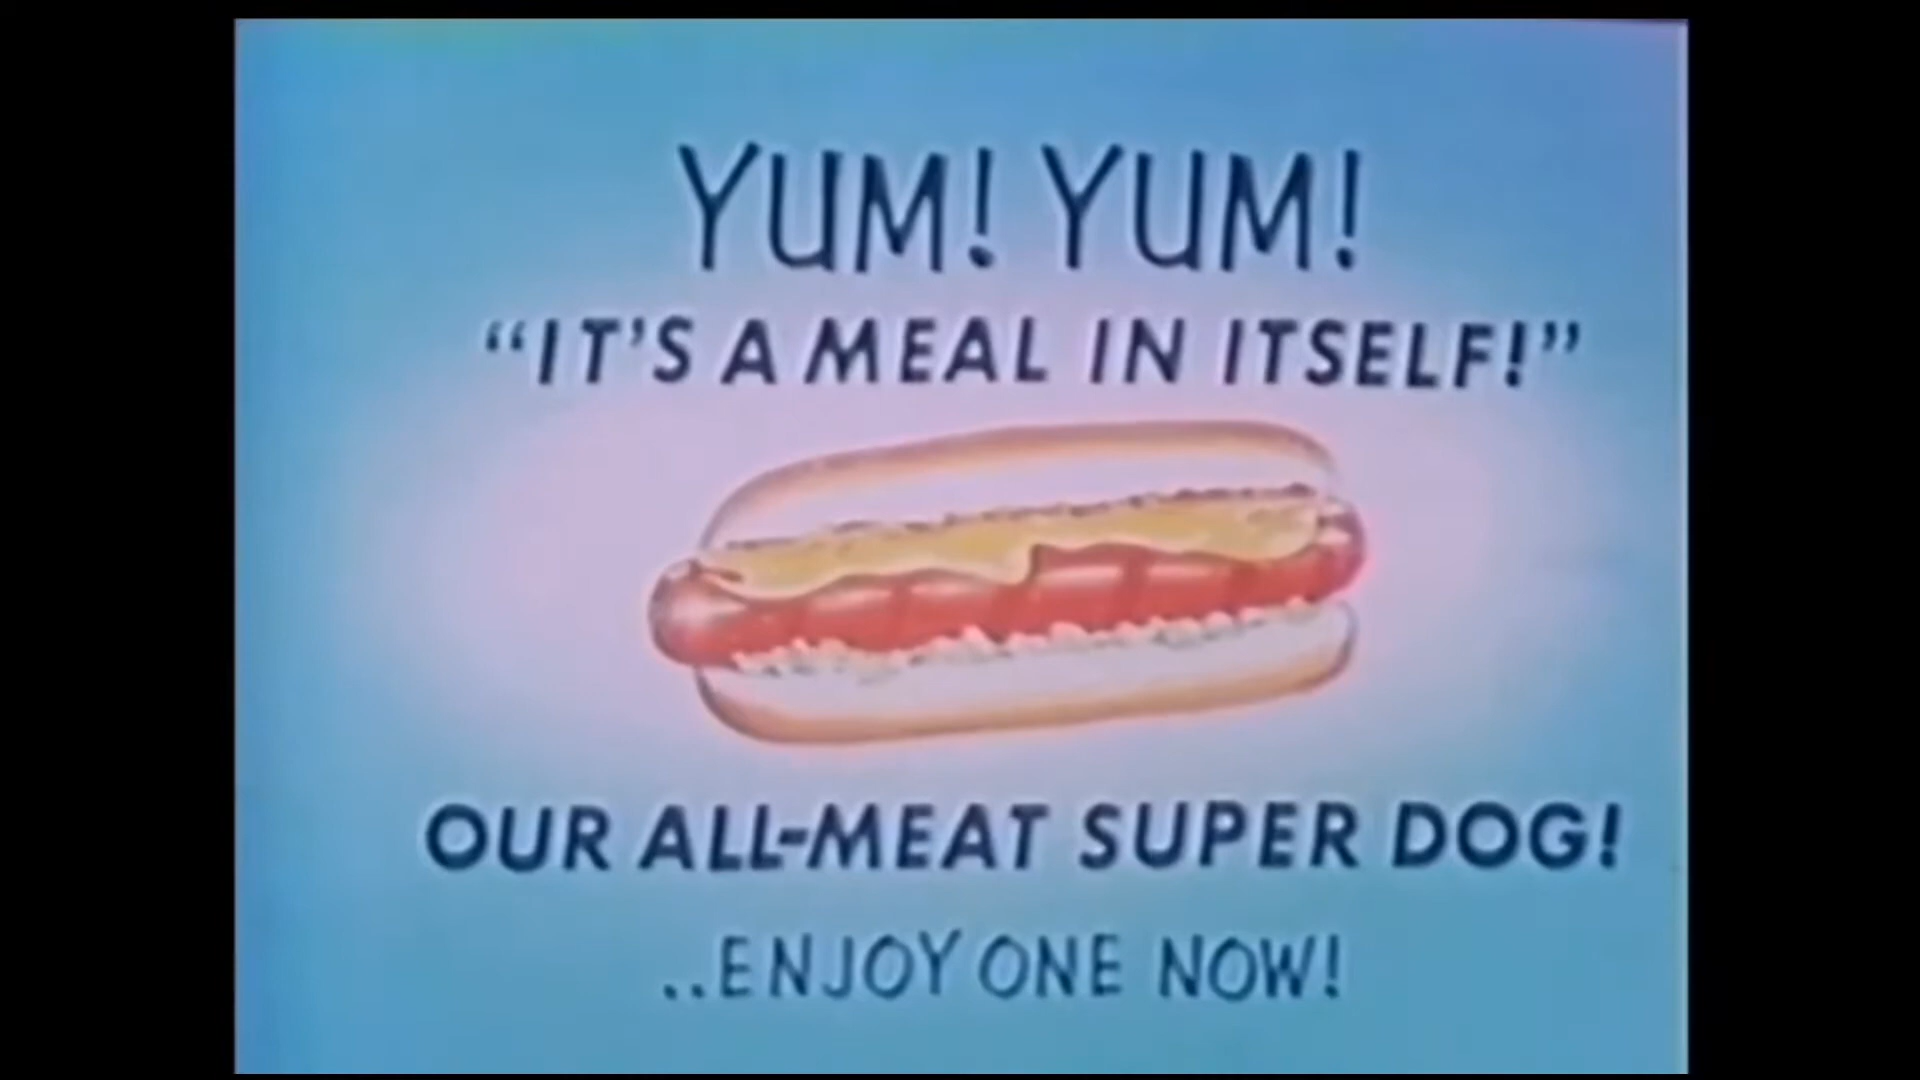 YUM! YUM!
“IT’S A MEAL IN ITSELF!”
OUR ALL-MEAT SUPER DOG!
..ENJOY ONE NOW!